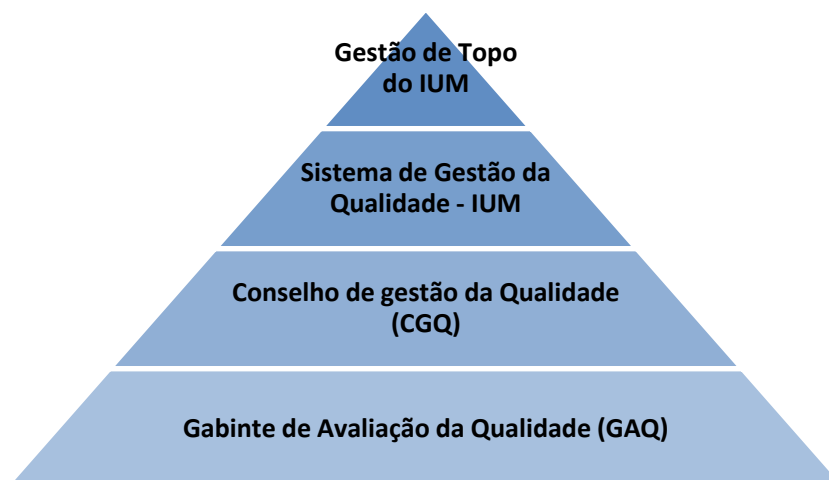 Gestão de Topo
do IUM
Sistema de Gestão da
Qualidade - IUM
Conselho de gestão da Qualidade
(CGQ)
Gabinte de Avaliação da Qualidade (GAQ)